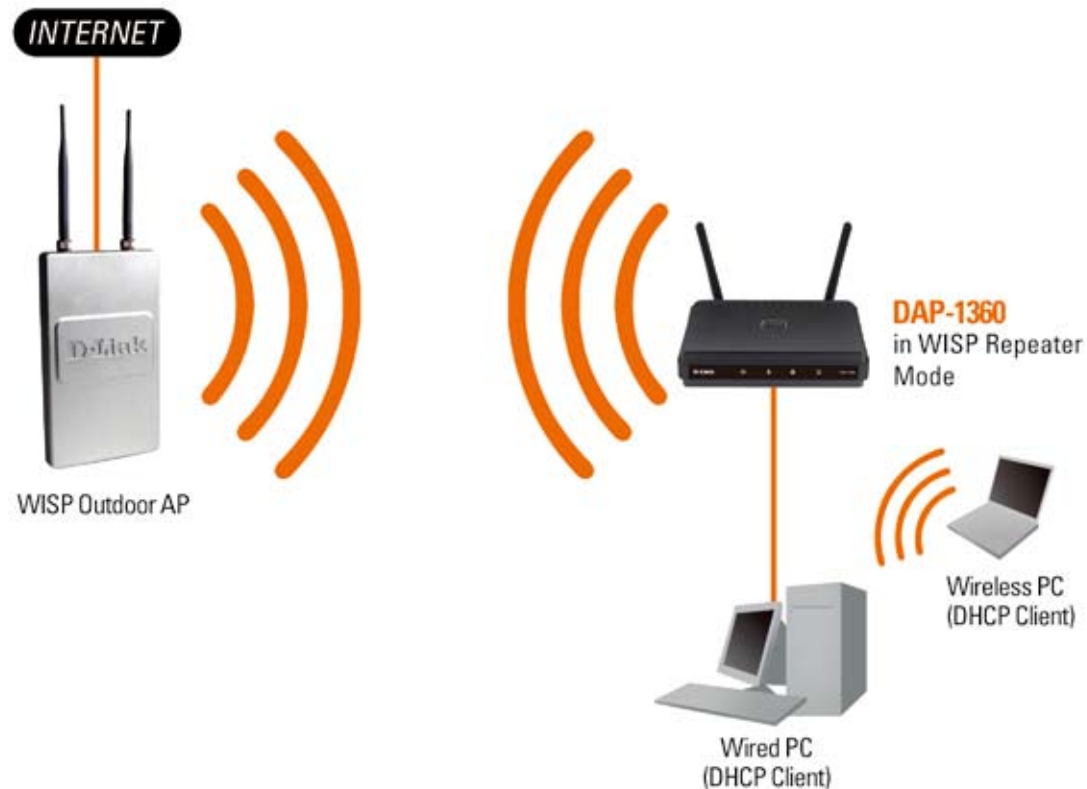 INTERNET
D-Link
WISP Outdoor AP
DAP-1360
in WISP Repeater
Mode
Wireless PC
(DHCP Client)
Wired PC
(DHCP Client)